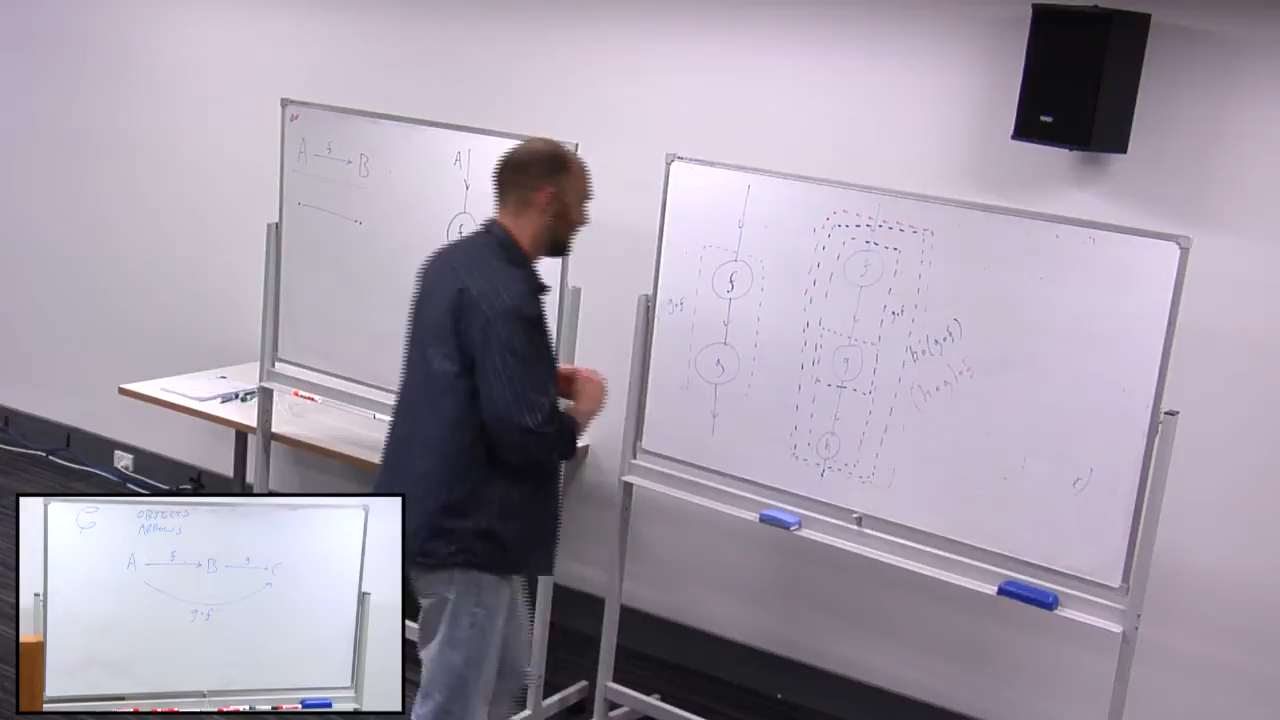 A f B
A
f
f
g∘f
g
f
g∘f
g
h∘(g∘f)
(h∘g)∘f
h
C OBJECTS
ARROWS
A f B g C
g∘f